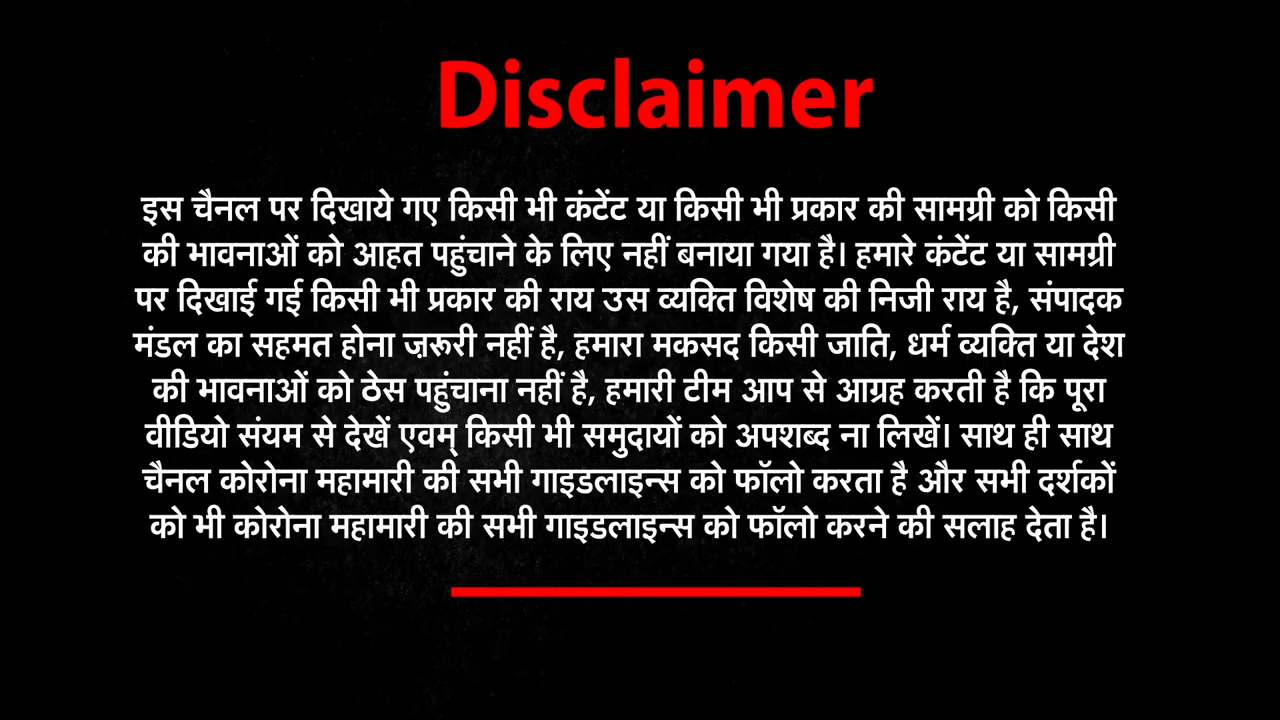 Disclaimer
इस चैनल पर दिखाये गए किसी भी कंटेंट या किसी भी प्रकार की सामग्री को किसी
की भावनाओं को आहत पहुंचाने के लिए नहीं बनाया गया है। हमारे कंटेंट या सामग्री
पर दिखाई गई किसी भी प्रकार की राय उस व्यक्ति विशेष की निजी राय है, संपादक
मंडल का सहमत होना ज़रूरी नहीं है, हमारा मकसद किसी जाति, धर्म व्यक्ति या देश
की भावनाओं को ठेस पहुंचाना नहीं है, हमारी टीम आप से आग्रह करती है कि पूरा
वीडियो संयम से देखें एवम् किसी भी समुदायों को अपशब्द ना लिखें। साथ ही साथ
चैनल कोरोना महामारी की सभी गाइडलाइन्स को फॉलो करता है और सभी दर्शकों
को भी कोरोना महामारी की सभी गाइडलाइन्स को फॉलो करने की सलाह देता है।